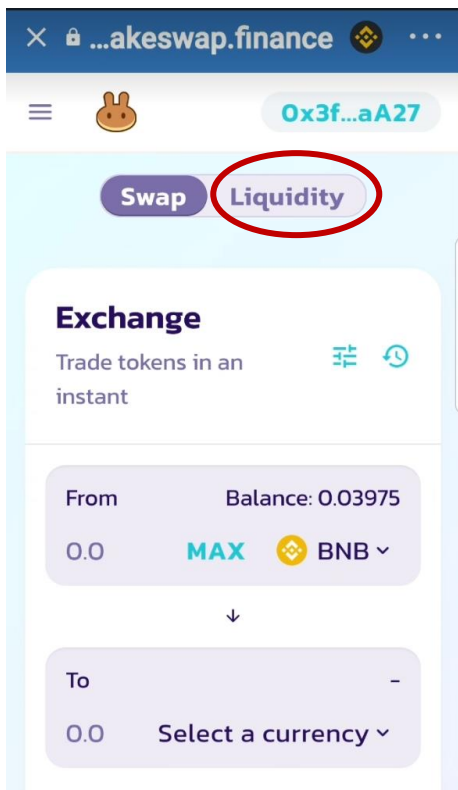 ...akeswap.finance
0x3f...aA27
Swap Liquidity
Exchange
Trade tokens in an
instant
From Balance: 0.03975
0.0 MAX BNB
To -
0.0 Select a currency